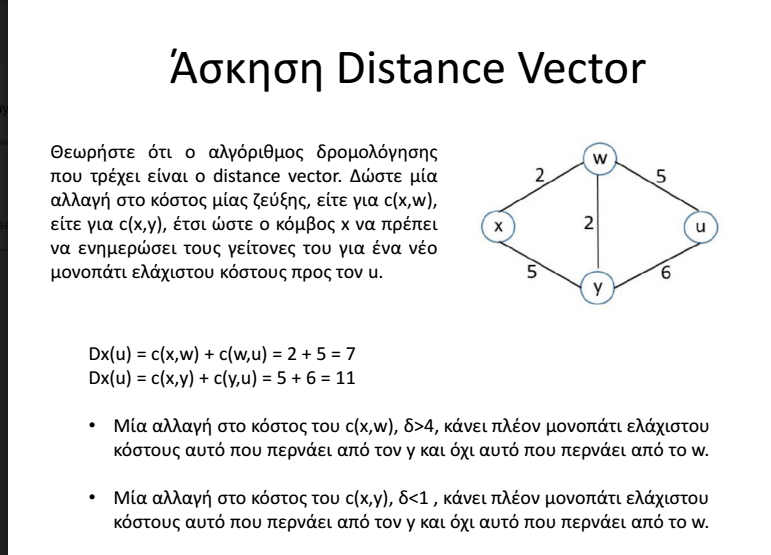 Άσκηση Distance Vector
Θεωρήστε ότι ο αλγόριθμος δρομολόγησης
που τρέχει είναι ο distance vector. Δώστε μία
αλλαγή στο κόστος μίας ζεύξης, είτε για c(x,w),
είτε για c(x,y), έτσι ώστε ο κόμβος x να πρέπει
να ενημερώσει τους γείτονες του για ένα νέο
μονοπάτι ελάχιστου κόστους προς τον u.
w
2
5
x
2
u
5
6
y
Dx(u) = c(x,w) + c(w,u) = 2 + 5 = 7
Dx(u) = c(x,y) + c(y,u) = 5 + 6 = 11
• Μία αλλαγή στο κόστος του c(x,w), δ>4, κάνει πλέον μονοπάτι ελάχιστου
κόστους αυτό που περνάει από τον y και όχι αυτό που περνάει από το w.
• Μία αλλαγή στο κόστος του c(x,y), δ<1 , κάνει πλέον μονοπάτι ελάχιστου
κόστους αυτό που περνάει από τον y και όχι αυτό που περνάει από το w.